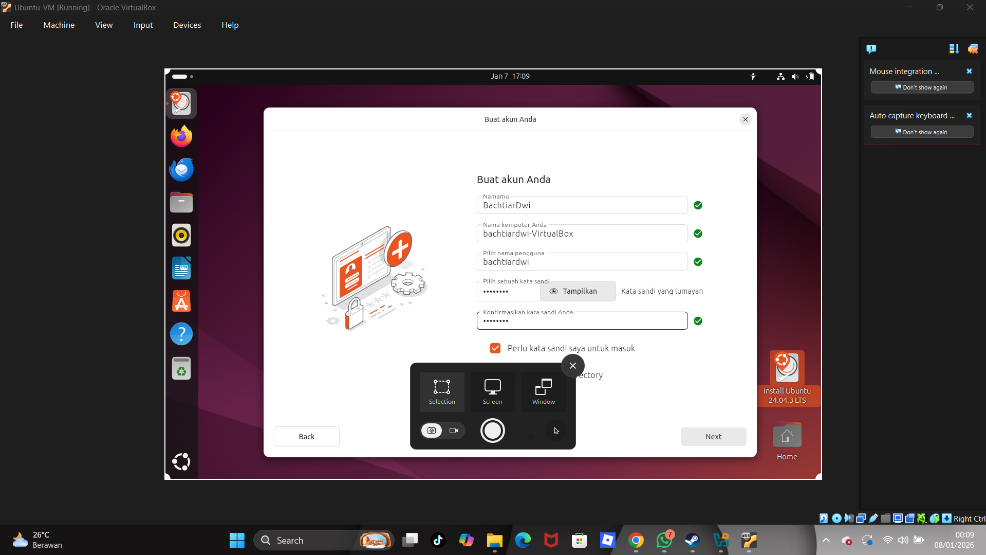 Ubuntu-VM [Running] - Oracle VirtualBox
File Machine View Input Devices Help
Jan 7 17:09
Mouse integration ...
Don't show again
Auto capture keyboard ...
Don't show again
Buat akun Anda
Buat akun Anda
Namamu
BachtiarDwi
Nama komputer Anda
bachtiardwi-VirtualBox
Pilih nama pengguna
bachtiardwi
Pilih sebuah kata sandi
•••••••• Tampilkan Kata sandi yang lumayan
Konfirmasikan kata sandi Anda
••••••••
Perlu kata sandi saya untuk masuk
Selection Screen Window
Back
Next
Install Ubuntu
24.04.3 LTS
Home
Right Ctrl
26°C
Berawan
Search
7
00:09
08/01/2026